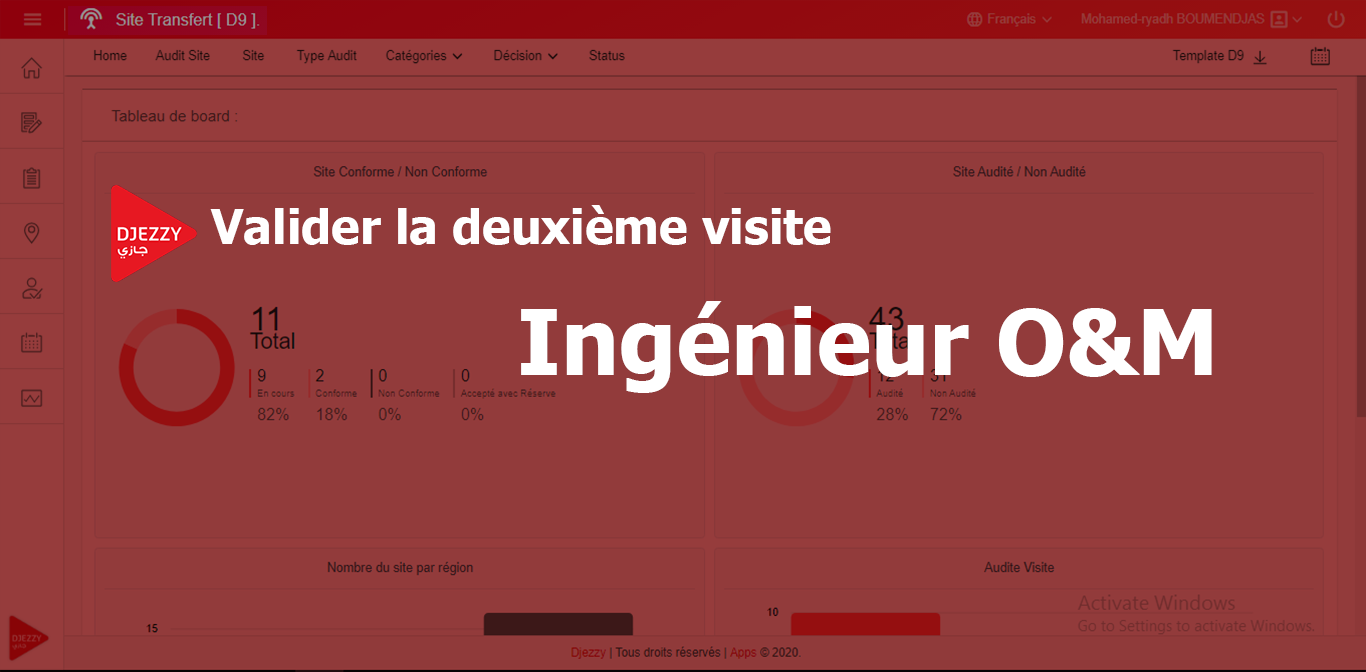 Site Transfert [ D9 ].
Français
Mohamed-ryadh BOUMENDJAS
Home Audit Site Site Type Audit Catégories Décision Status Template D9
Tableau de board :
Site Conforme / Non Conforme
Site Audité / Non Audité
DJEZZY
جازي
Valider la deuxième visite
Ingénieur O&M
11
Total
9 2 0 0
En cours Conforme Non Conforme Accepté avec Réserve
82% 18% 0% 0%
43
Total
12 31
Audité Non Audité
28% 72%
Nombre du site par région
15
Audite Visite
10
Activate Windows
Go to Settings to activate Windows.
DJEZZY
جازي
Djezzy | Tous droits réservés | Apps © 2020.